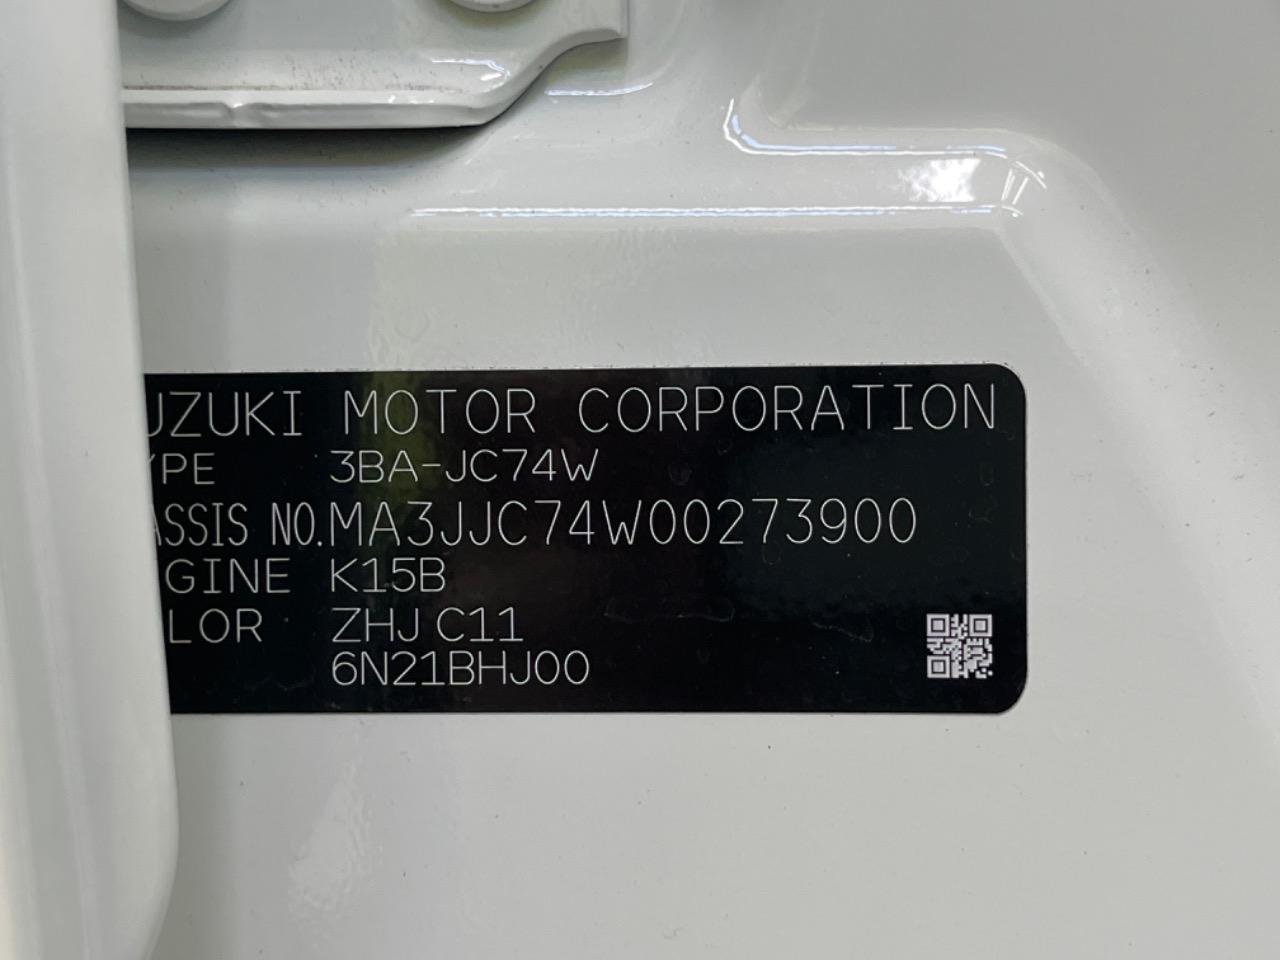 UZUKI MOTOR CORPORATION
YPE 3BA-JC74W
ASSIS NO. MA3JJC74W00273900
GINE K15B
LOR ZHJ C11
6N21BHJ00